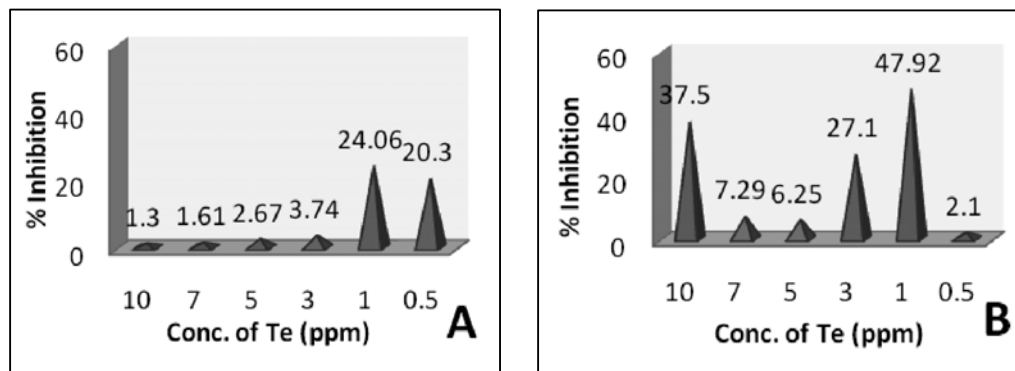 60
40
20
0
% Inhibition
1.3
1.61
2.67
3.74
24.06
20.3
10 7 5 3 1 0.5
Conc. of Te (ppm)
A
60
40
20
0
% Inhibition
37.5
7.29
6.25
27.1
47.92
2.1
10 7 5 3 1 0.5
Conc. of Te (ppm)
B